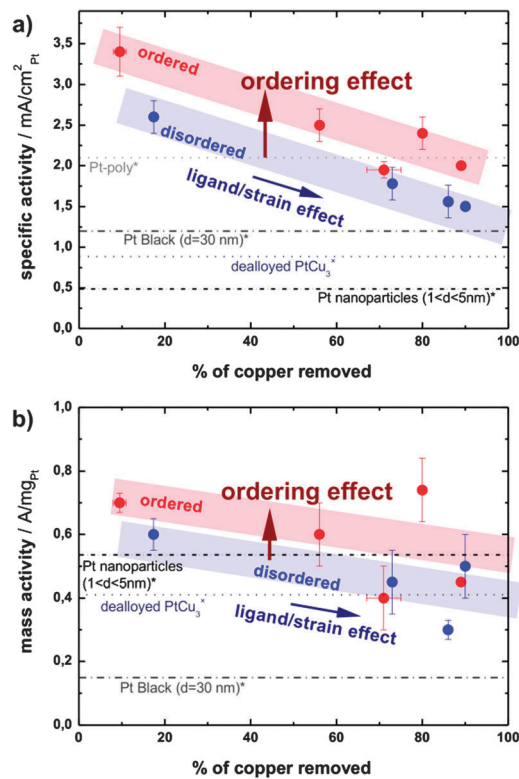 a)
specific activity / mA/cm²Pt
3,5
3,0
2,5
2,0
1,5
1,0
0,5
0,0
ordered
ordering effect
disordered
Pt-poly*
ligand/strain effect
Pt Black (d=30 nm)*
dealloyed PtCu₃ˣ
Pt nanoparticles (1<d<5nm)*
0 20 40 60 80 100
% of copper removed
b)
mass activity / A/mgPt
1,0
0,8
0,6
0,4
0,2
0,0
ordered
ordering effect
Pt nanoparticles
(1<d<5nm)*
disordered
dealloyed PtCu₃ˣ
ligand/strain effect
Pt Black (d=30 nm)*
0 20 40 60 80 100
% of copper removed